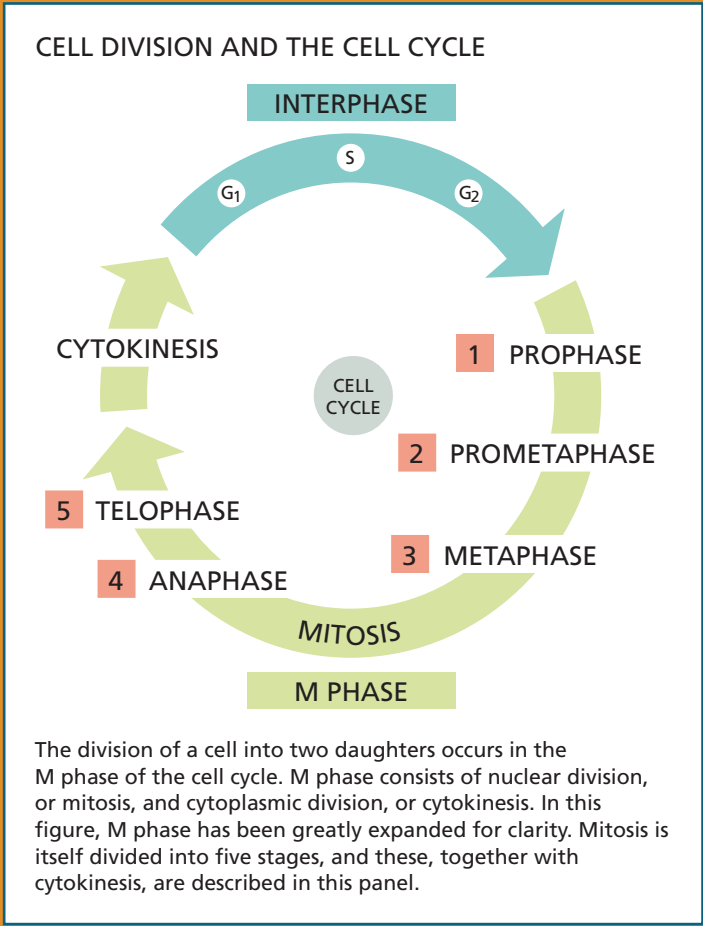 CELL DIVISION AND THE CELL CYCLE
INTERPHASE
S
G1
G2
CYTOKINESIS
1 PROPHASE
CELL
CYCLE
2 PROMETAPHASE
5 TELOPHASE
3 METAPHASE
4 ANAPHASE
MITOSIS
M PHASE
The division of a cell into two daughters occurs in the
M phase of the cell cycle. M phase consists of nuclear division,
or mitosis, and cytoplasmic division, or cytokinesis. In this
figure, M phase has been greatly expanded for clarity. Mitosis is
itself divided into five stages, and these, together with
cytokinesis, are described in this panel.